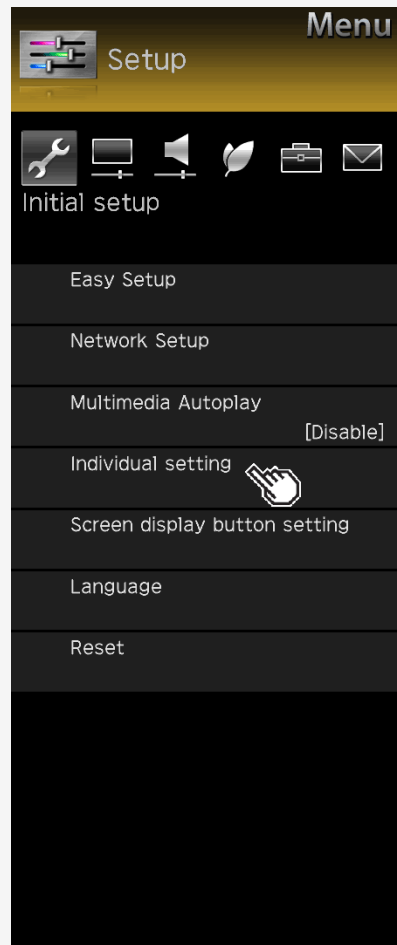 Menu
Setup
Initial setup
Easy Setup
Network Setup
Multimedia Autoplay
[Disable]
Individual setting
Screen display button setting
Language
Reset